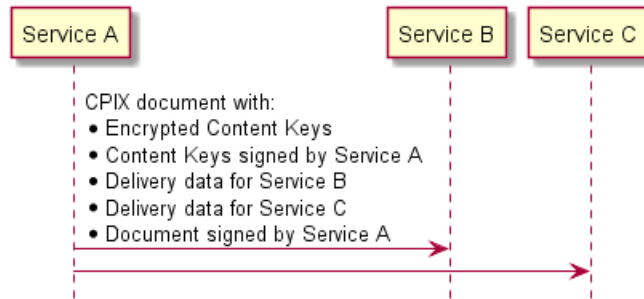 Service A
Service B
Service C
CPIX document with:
• Encrypted Content Keys
• Content Keys signed by Service A
• Delivery data for Service B
• Delivery data for Service C
• Document signed by Service A